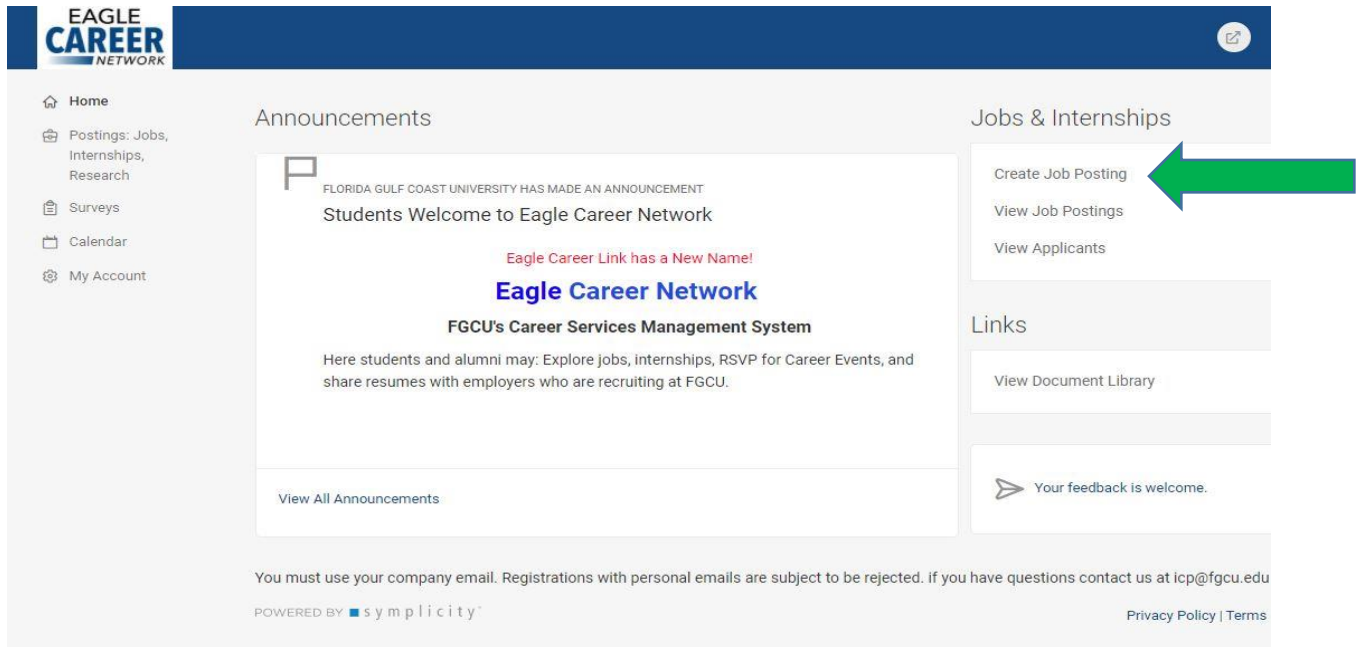 EAGLE
CAREER
NETWORK
Home
Postings: Jobs,
Internships,
Research
Surveys
Calendar
My Account
Announcements
FLORIDA GULF COAST UNIVERSITY HAS MADE AN ANNOUNCEMENT
Students Welcome to Eagle Career Network
Eagle Career Link has a New Name!
Eagle Career Network
FGCU's Career Services Management System
Here students and alumni may: Explore jobs, internships, RSVP for Career Events, and
share resumes with employers who are recruiting at FGCU.
View All Announcements
Jobs & Internships
Create Job Posting
View Job Postings
View Applicants
Links
View Document Library
Your feedback is welcome.
You must use your company email. Registrations with personal emails are subject to be rejected. if you have questions contact us at icp@fgcu.edu
POWERED BY symplicity
Privacy Policy | Terms